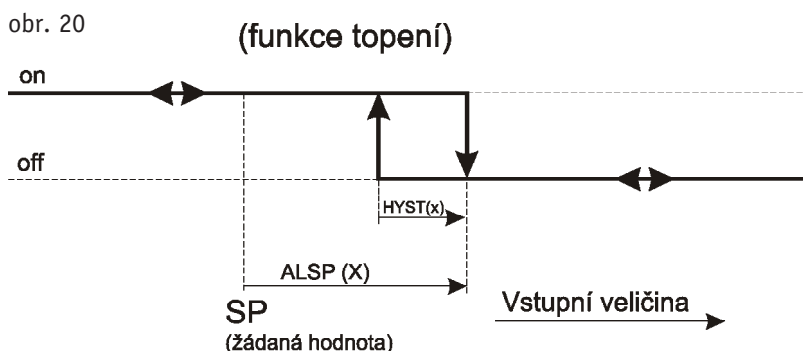 obr. 20
(funkce topení)
on
off
HYST(x)
ALSP (X)
SP
(žádaná hodnota)
Vstupní veličina